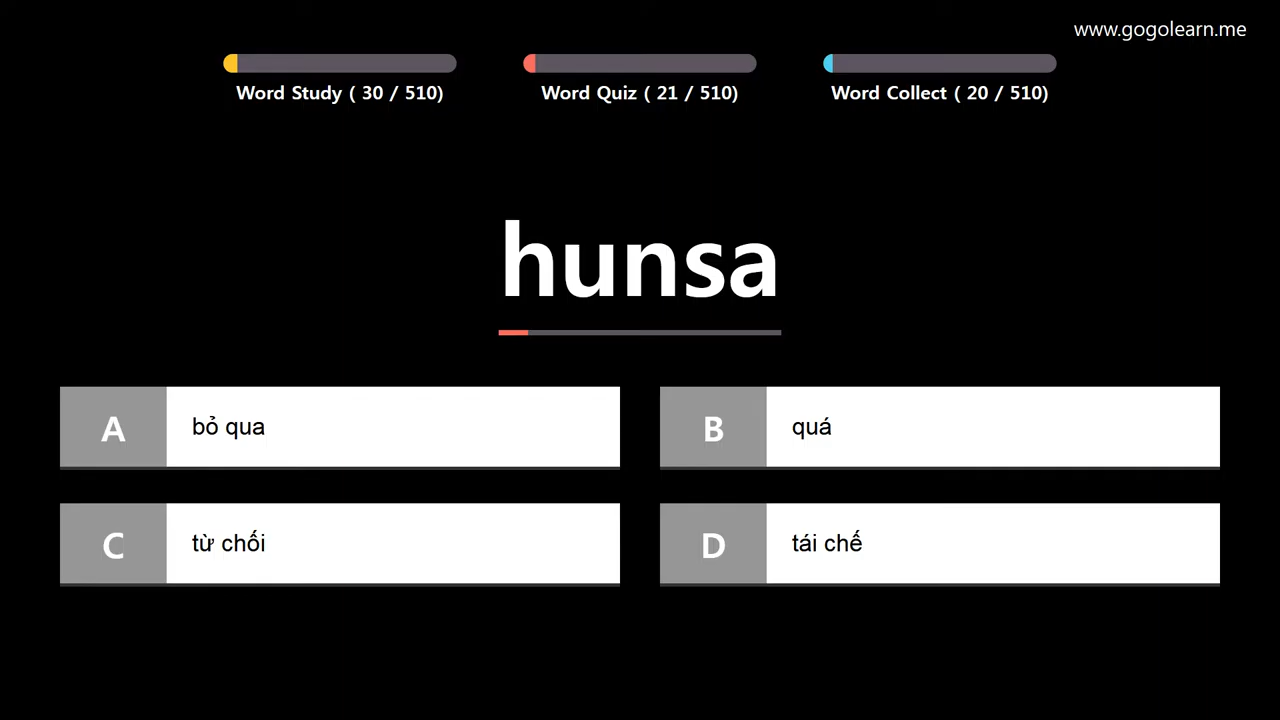 www.gogolearn.me
Word Study ( 30 / 510)
Word Quiz ( 21 / 510)
Word Collect ( 20 / 510)
hunsa
A bỏ qua
B quá
C từ chối
D tái chế